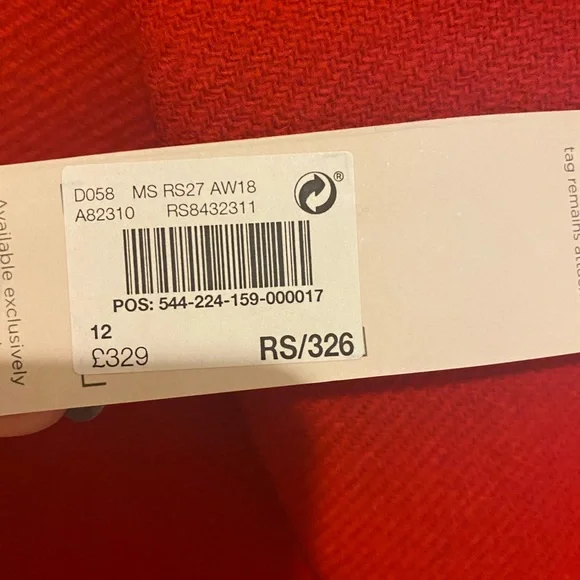 D058 MS RS27 AW18
A82310 RS8432311
®
POS: 544-224-159-000017
12
£329
RS/326
Available exclusively
tag remains